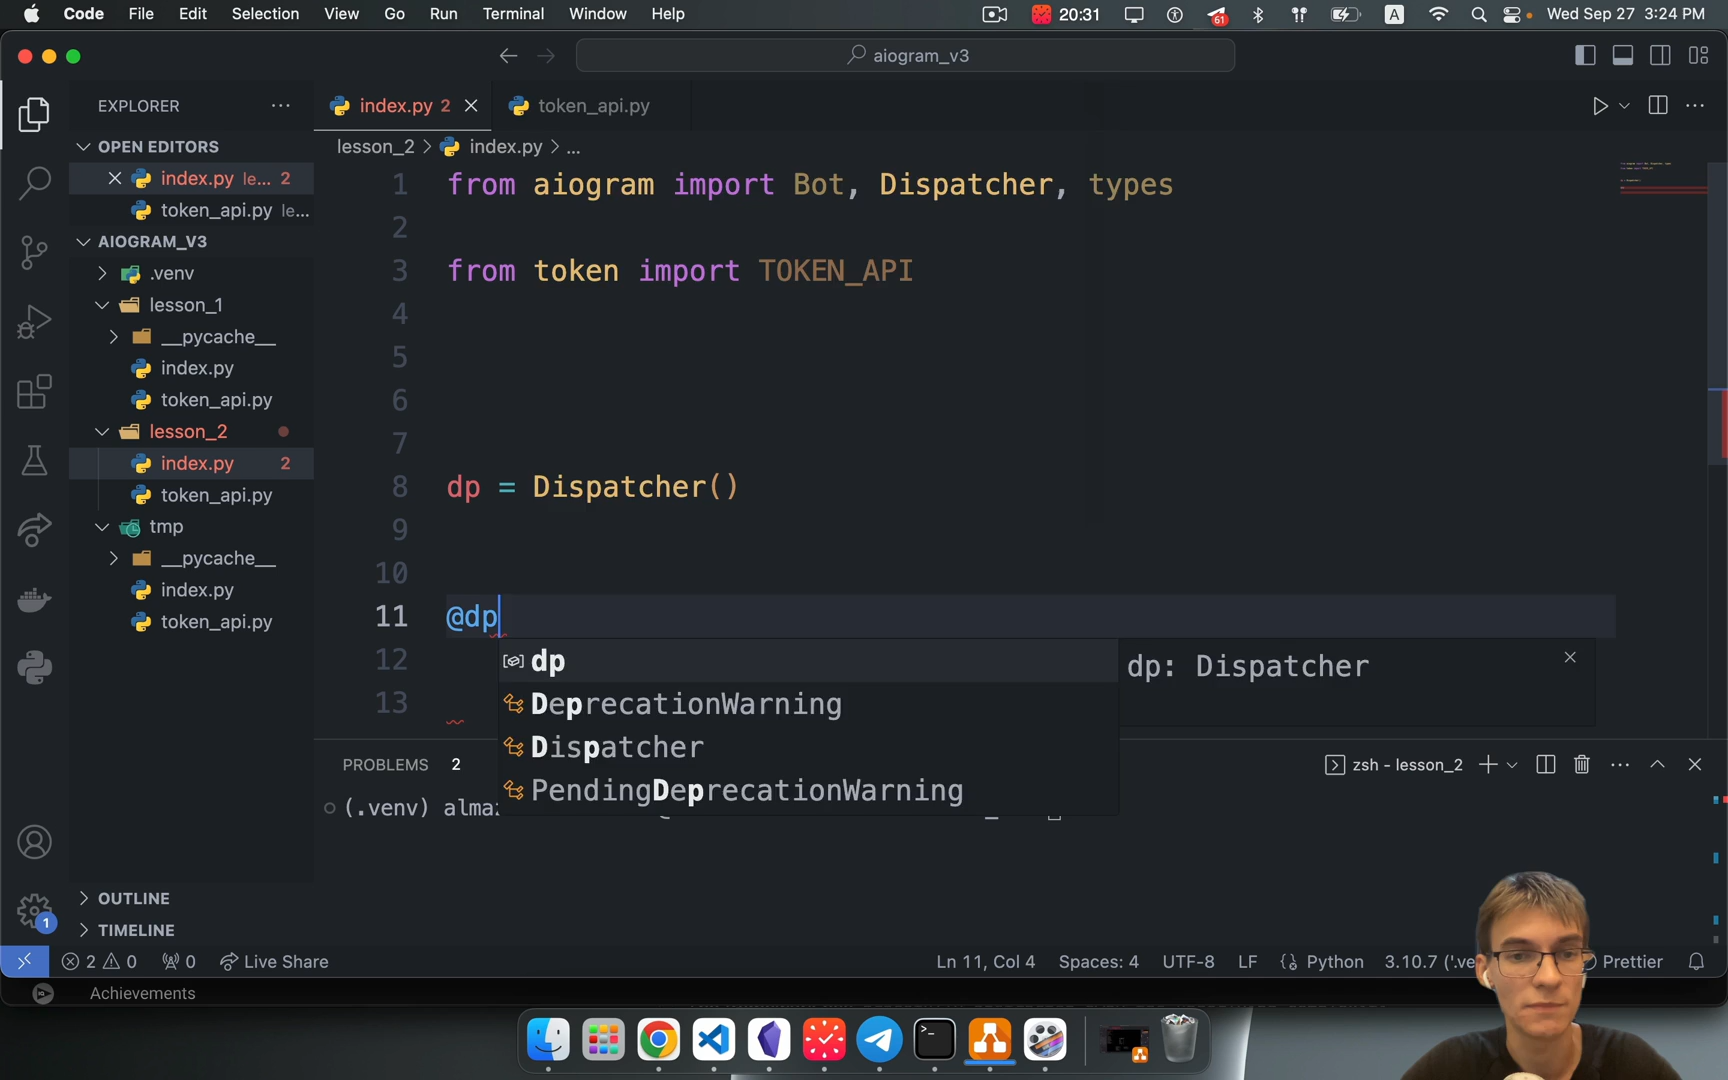 Code File Edit Selection View Go Run Terminal Window Help 20:31 61 A Wed Sep 27 3:24 PM
aiogram_v3
EXPLORER
index.py 2
token_api.py
OPEN EDITORS
lesson_2 > index.py > ...
index.py le... 2
token_api.py le...
AIOGRAM_V3
.venv
lesson_1
__pycache__
index.py
token_api.py
lesson_2
index.py 2
token_api.py
tmp
__pycache__
index.py
token_api.py
OUTLINE
TIMELINE
1 from aiogram import Bot, Dispatcher, types
2
3 from token import TOKEN_API
4
5
6
7
8 dp = Dispatcher()
9
10
11 @dp
12
13
dp
dp: Dispatcher
DeprecationWarning
Dispatcher
PendingDeprecationWarning
PROBLEMS 2
zsh - lesson_2
(.venv) alma
1
2 0 0 Live Share Ln 11, Col 4 Spaces: 4 UTF-8 LF Python 3.10.7 ('.ve Prettier
Achievements